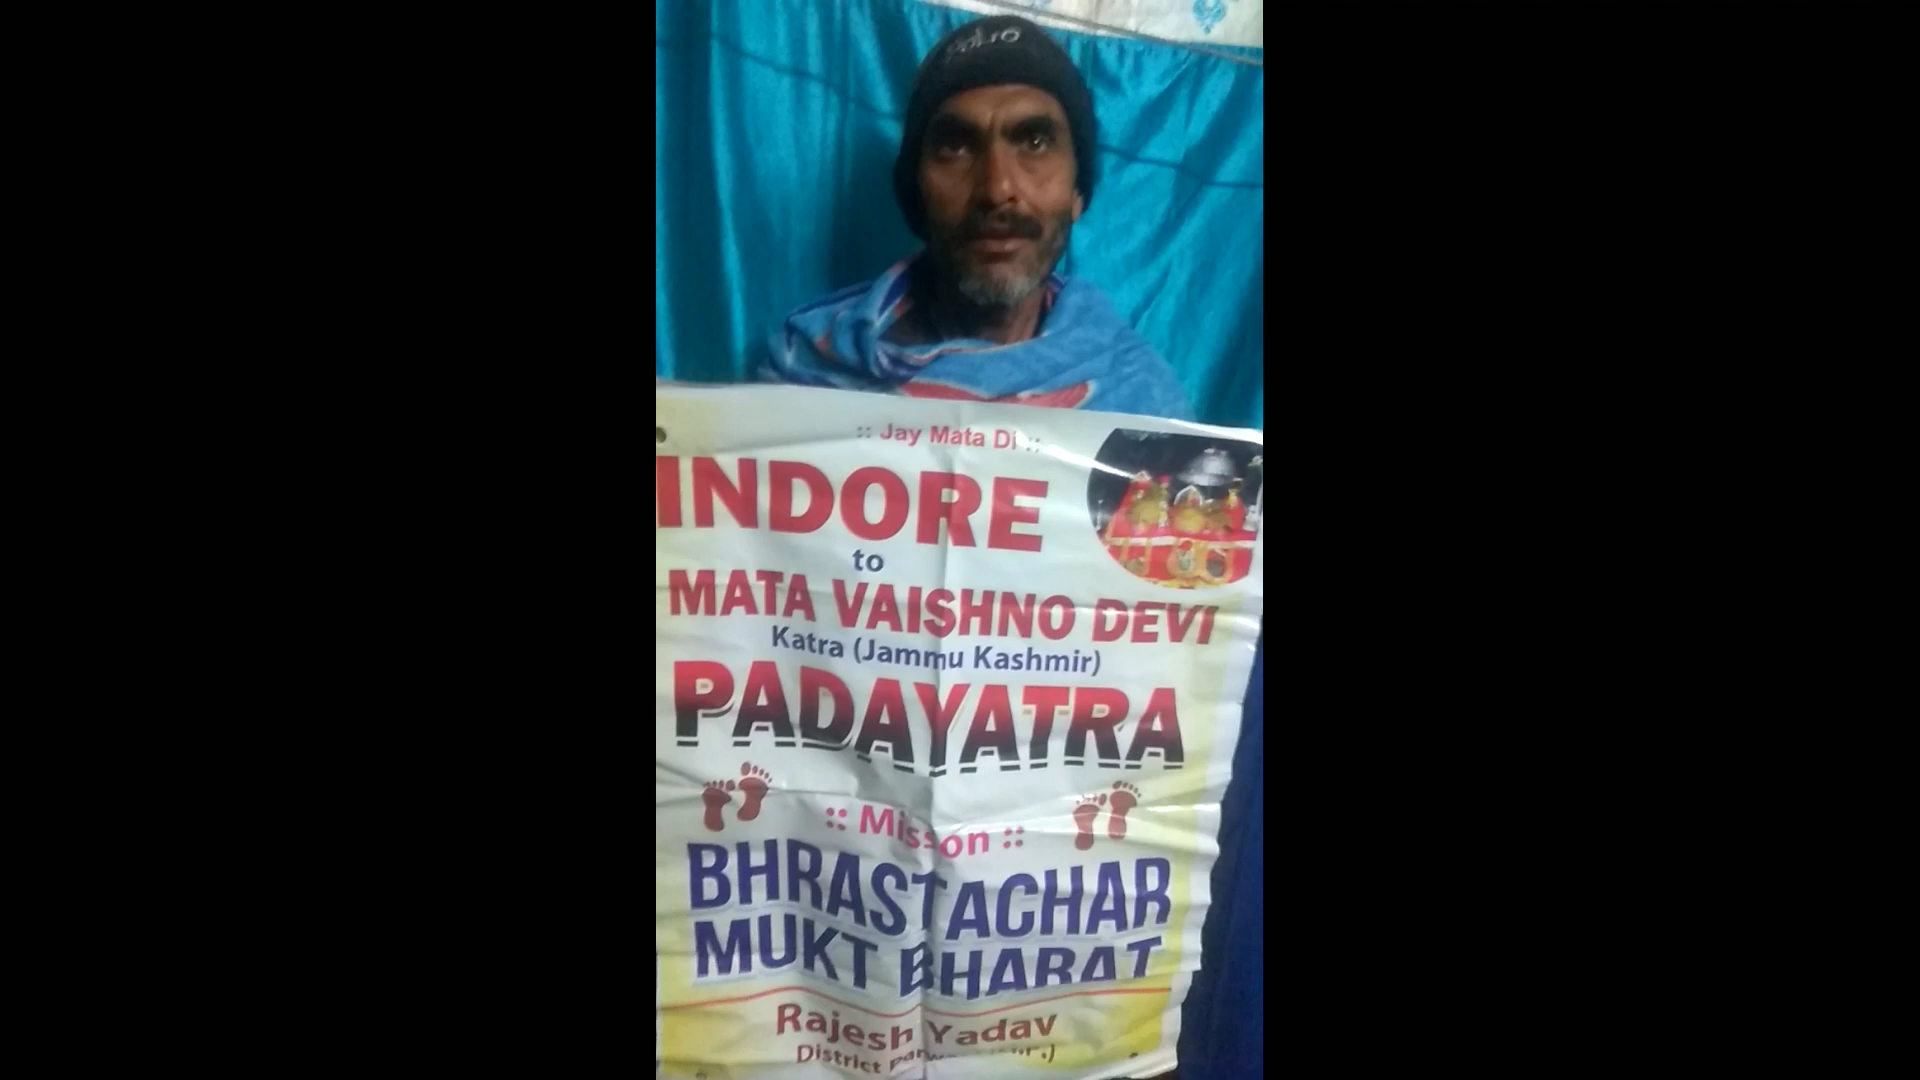 :: Jay Mata Di ::
INDORE
to
MATA VAISHNO DEVI
Katra (Jammu Kashmir)
PADAYATRA
:: Misson ::
BHRASTACHAR
MUKT BHARAT
Rajesh Yadav
District